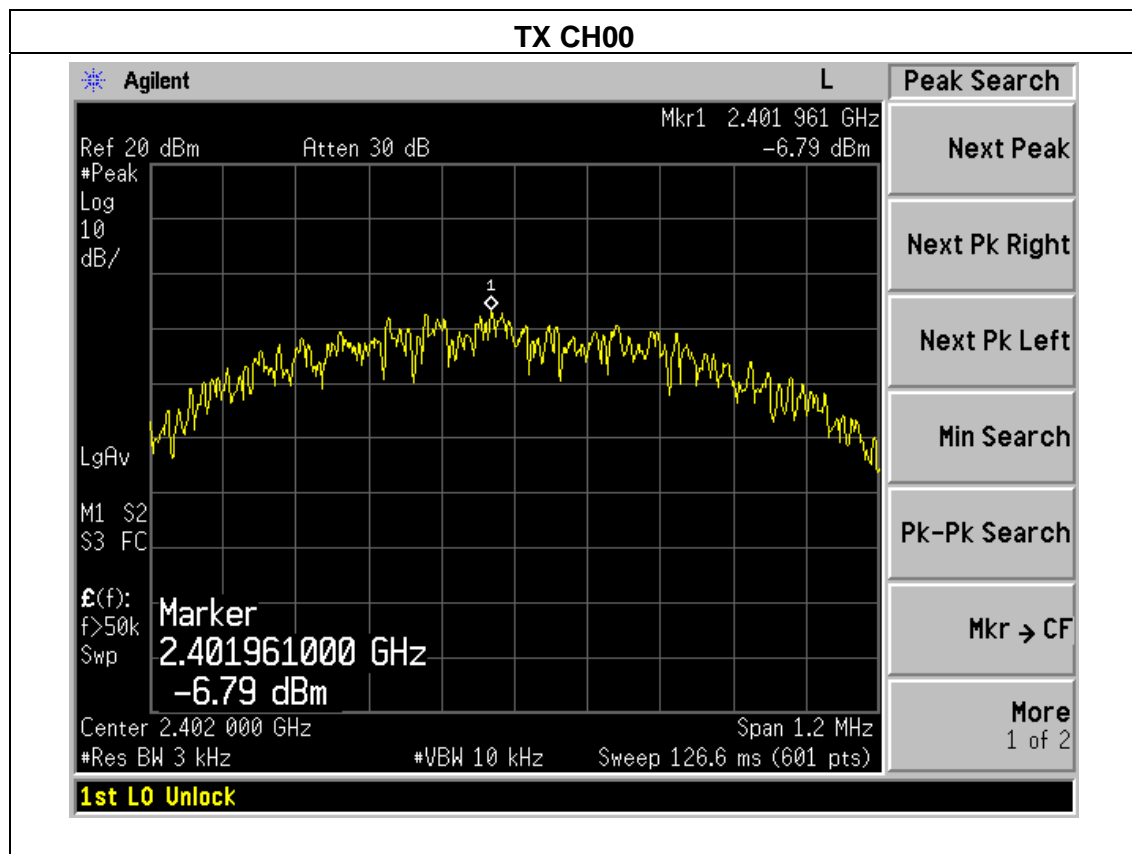 TX CH00
Agilent
L
Peak Search
Mkr1 2.401 961 GHz
Ref 20 dBm Atten 30 dB -6.79 dBm
#Peak
Log
10
dB/
1
LgAv
M1 S2
S3 FC
£(f):
f>50k
Swp
Marker
2.401961000 GHz
-6.79 dBm
Center 2.402 000 GHz Span 1.2 MHz
#Res BW 3 kHz #VBW 10 kHz Sweep 126.6 ms (601 pts)
1st LO Unlock
Next Peak
Next Pk Right
Next Pk Left
Min Search
Pk-Pk Search
Mkr → CF
More
1 of 2